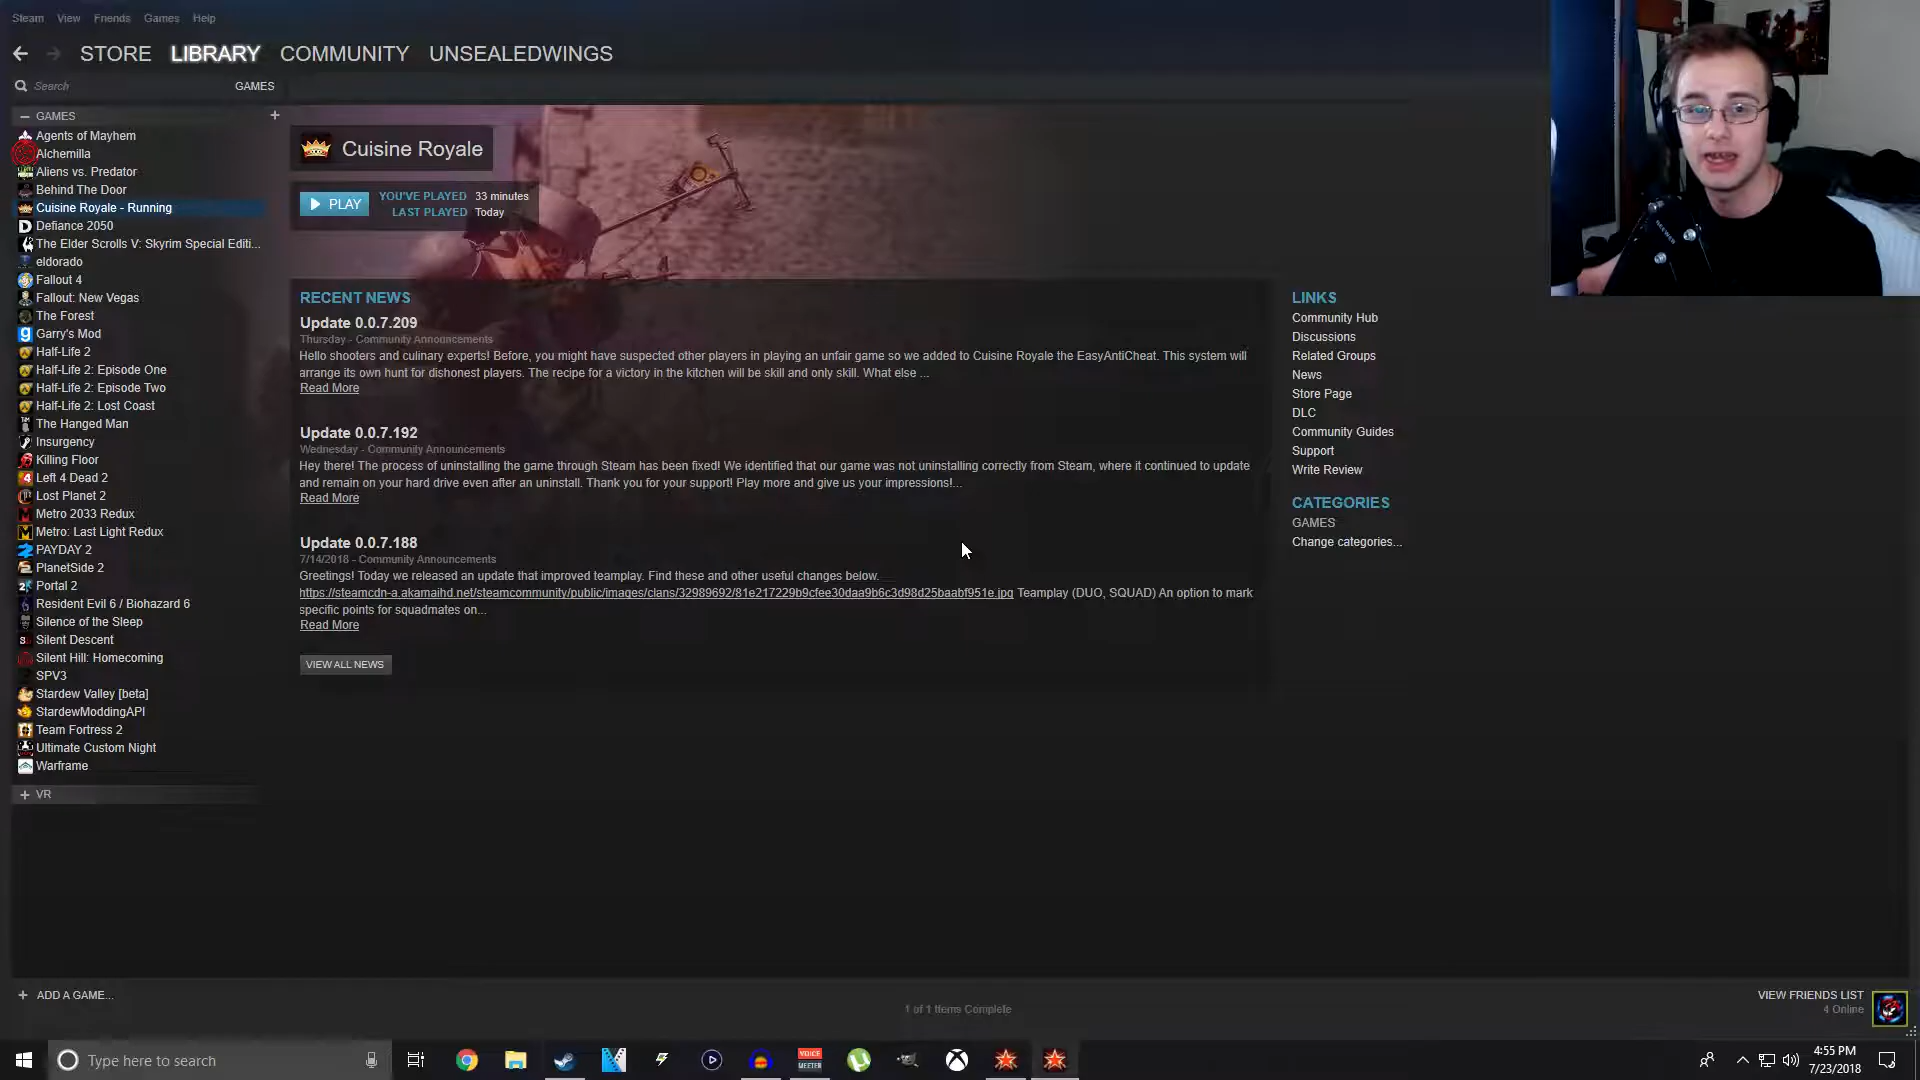 Steam View Friends Games Help
STORE LIBRARY COMMUNITY UNSEALEDWINGS
Search GAMES
GAMES
Agents of Mayhem
Alchemilla
Aliens vs. Predator
Behind The Door
Cuisine Royale - Running
Defiance 2050
The Elder Scrolls V: Skyrim Special Editi...
eldorado
Fallout 4
Fallout: New Vegas
The Forest
Garry's Mod
Half-Life 2
Half-Life 2: Episode One
Half-Life 2: Episode Two
Half-Life 2: Lost Coast
The Hanged Man
Insurgency
Killing Floor
Left 4 Dead 2
Lost Planet 2
Metro 2033 Redux
Metro: Last Light Redux
PAYDAY 2
PlanetSide 2
Portal 2
Resident Evil 6 / Biohazard 6
Silence of the Sleep
Silent Descent
Silent Hill: Homecoming
SPV3
Stardew Valley [beta]
StardewModdingAPI
Team Fortress 2
Ultimate Custom Night
Warframe
VR
Cuisine Royale
PLAY
YOU'VE PLAYED 33 minutes
LAST PLAYED Today
RECENT NEWS
Update 0.0.7.209
Thursday - Community Announcements
Hello shooters and culinary experts! Before, you might have suspected other players in playing an unfair game so we added to Cuisine Royale the EasyAntiCheat. This system will
arrange its own hunt for dishonest players. The recipe for a victory in the kitchen will be skill and only skill. What else ...
Read More
Update 0.0.7.192
Wednesday - Community Announcements
Hey there! The process of uninstalling the game through Steam has been fixed! We identified that our game was not uninstalling correctly from Steam, where it continued to update
and remain on your hard drive even after an uninstall. Thank you for your support! Play more and give us your impressions!...
Read More
Update 0.0.7.188
7/14/2018 - Community Announcements
Greetings! Today we released an update that improved teamplay. Find these and other useful changes below.
https://steamcdn-a.akamaihd.net/steamcommunity/public/images/clans/32989692/81e217229b9cfee30daa9b6c3d98d25baabf951e.jpg Teamplay (DUO, SQUAD) An option to mark
specific points for squadmates on...
Read More
VIEW ALL NEWS
LINKS
Community Hub
Discussions
Related Groups
News
Store Page
DLC
Community Guides
Support
Write Review
CATEGORIES
GAMES
Change categories...
ADD A GAME...
1 of 1 Items Complete
VIEW FRIENDS LIST
4 Online
Type here to search
VOICE
MEETER
4:55 PM
7/23/2018